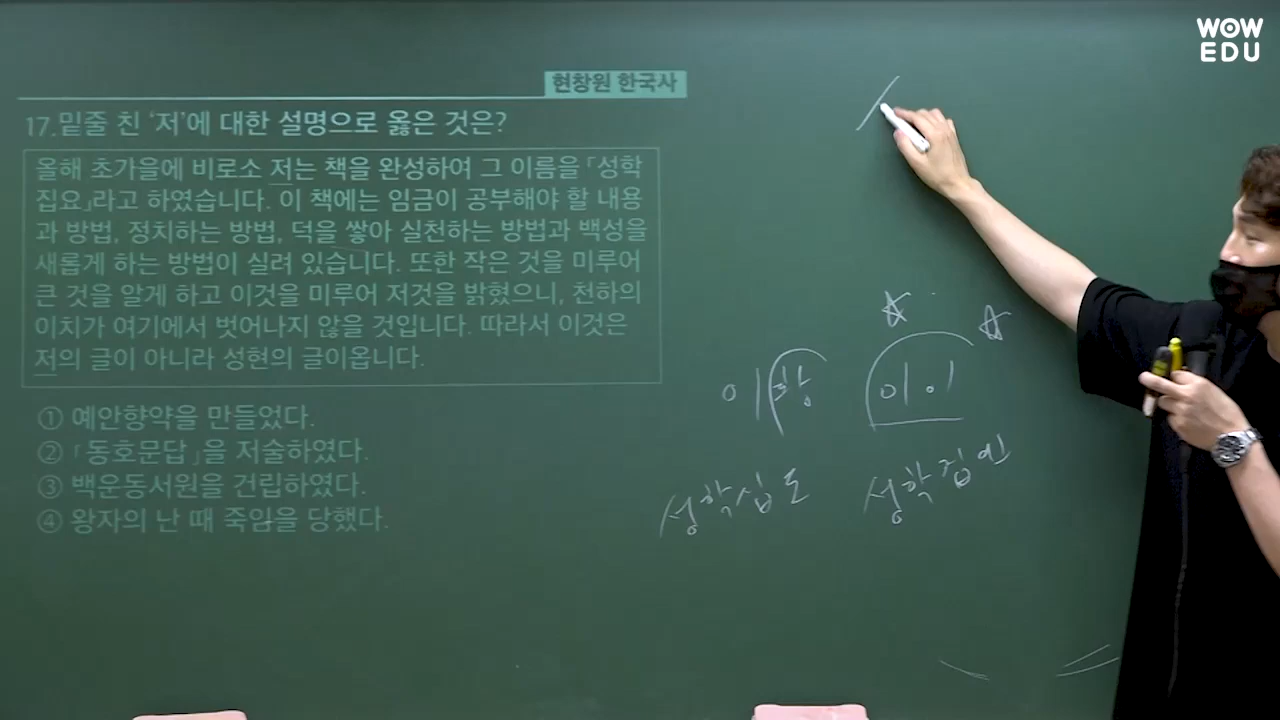 WOW
EDU
현창원 한국사
17.밑줄 친 '저'에 대한 설명으로 옳은 것은?
올해 초가을에 비로소 저는 책을 완성하여 그 이름을 「성학
집요」라고 하였습니다. 이 책에는 임금이 공부해야 할 내용
과 방법, 정치하는 방법, 덕을 쌓아 실천하는 방법과 백성을
새롭게 하는 방법이 실려 있습니다. 또한 작은 것을 미루어
큰 것을 알게 하고 이것을 미루어 저것을 밝혔으니, 천하의
이치가 여기에서 벗어나지 않을 것입니다. 따라서 이것은
저의 글이 아니라 성현의 글이옵니다.
① 예안향약을 만들었다.
② 「동호문답」을 저술하였다.
③ 백운동서원을 건립하였다.
④ 왕자의 난 때 죽임을 당했다.
이황 이이
성학십도